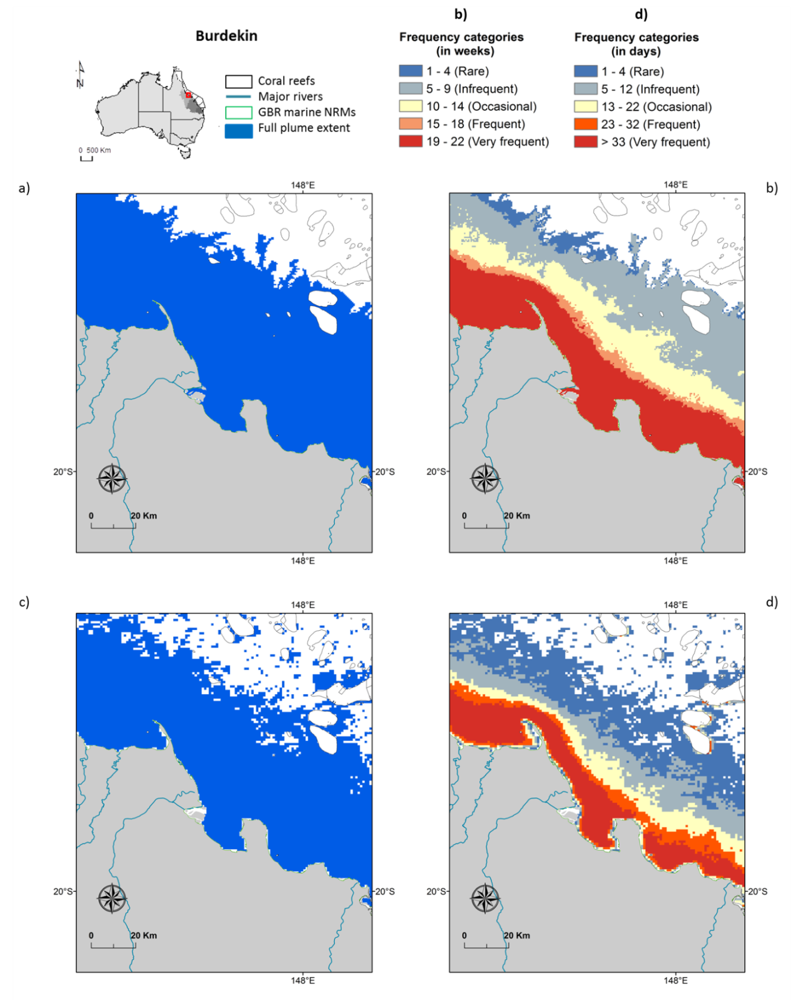 b)
d)
Burdekin
Frequency categories
(in weeks)
Frequency categories
(in days)
N
Coral reefs
Major rivers
GBR marine NRMs
Full plume extent
0 500 Km
1 - 4 (Rare)
5 - 9 (Infrequent)
10 - 14 (Occasional)
15 - 18 (Frequent)
19 - 22 (Very frequent)
1 - 4 (Rare)
5 - 12 (Infrequent)
13 - 22 (Occasional)
23 - 32 (Frequent)
> 33 (Very frequent)
a)
148°E
20°S
20°S
0 20 Km
148°E
148°E
b)
20°S
20°S
0 20 Km
148°E
c)
148°E
20°S
20°S
0 20 Km
148°E
148°E
d)
20°S
20°S
0 20 Km
148°E